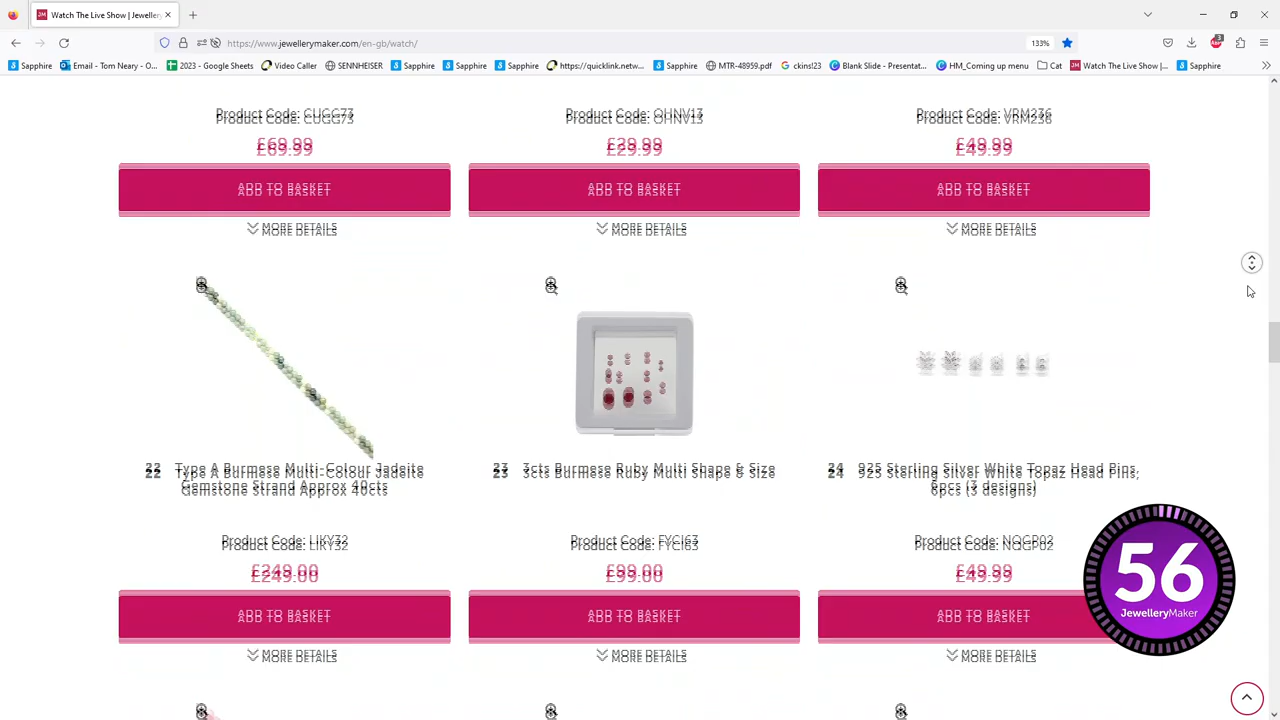 JM Watch The Live Show | Jeweller
https://www.jewellerymaker.com/en-gb/watch/
133%
3
Sapphire
Email - Tom Neary - O...
2023 - Google Sheets
Video Caller
SENNHEISER
Sapphire
Sapphire
https://quicklink.netw...
Sapphire
MTR-48959.pdf
ckins!23
Blank Slide - Presentat...
HM_Coming up menu
Cat
JM Watch The Live Show |...
Sapphire
Product Code: CUGG73
Product Code: OHNV13
Product Code: VRM236
£69.99
£29.99
£49.99
ADD TO BASKET
ADD TO BASKET
ADD TO BASKET
MORE DETAILS
MORE DETAILS
MORE DETAILS
22 Type A Burmese Multi-Colour Jadeite
Gemstone Strand Approx 40cts
23 3cts Burmese Ruby Multi Shape & Size
24 925 Sterling Silver White Topaz Head Pins,
6pcs (3 designs)
Product Code: LIKY32
Product Code: FYCI63
Product Code: NQGP02
£249.00
£99.00
£49.99
ADD TO BASKET
ADD TO BASKET
ADD TO BASKET
MORE DETAILS
MORE DETAILS
MORE DETAILS
56
JewelleryMaker